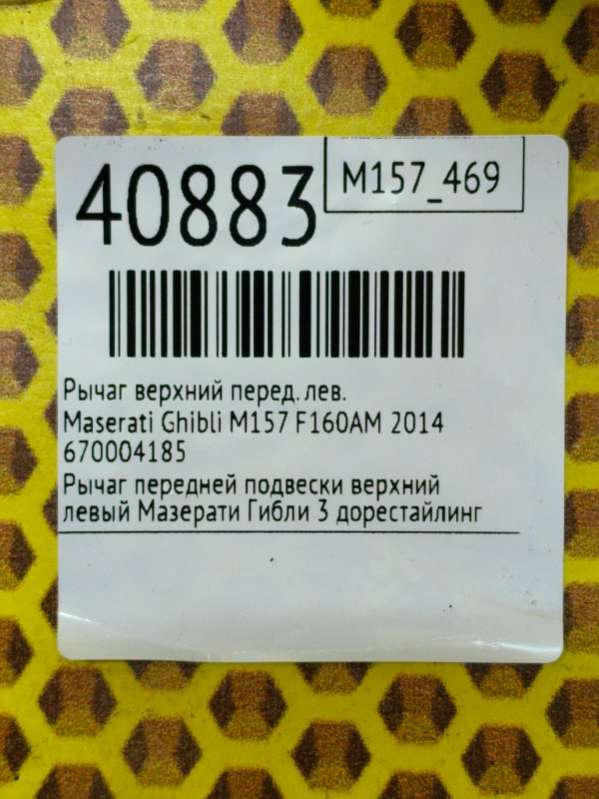 40883
M157_469
Рычаг верхний перед. лев.
Maserati Ghibli M157 F160AM 2014
670004185
Рычаг передней подвески верхний
левый Мазерати Гибли 3 дорестайлинг